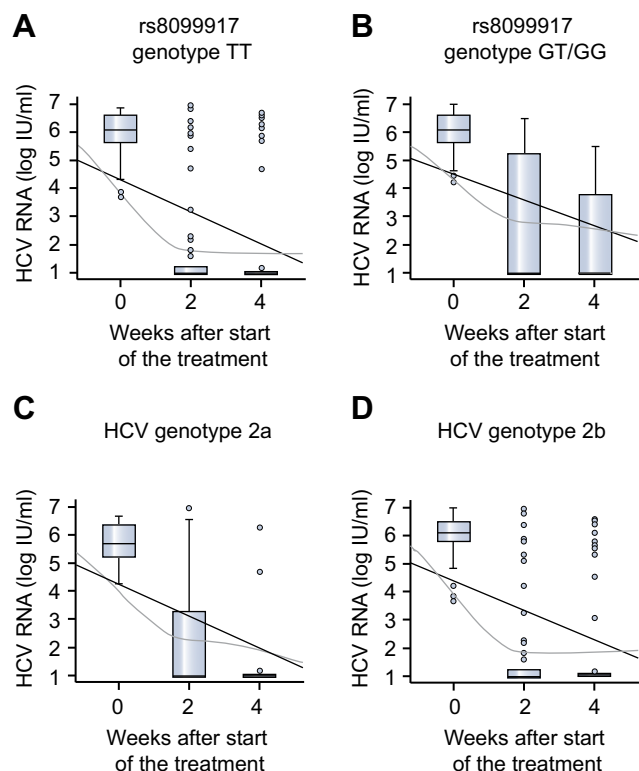 A
rs8099917
genotype TT
HCV RNA (log IU/ml)
7
6
5
4
3
2
1
0 2 4
Weeks after start
of the treatment
B
rs8099917
genotype GT/GG
HCV RNA (log IU/ml)
7
6
5
4
3
2
1
0 2 4
Weeks after start
of the treatment
C
HCV genotype 2a
HCV RNA (log IU/ml)
7
6
5
4
3
2
1
0 2 4
Weeks after start
of the treatment
D
HCV genotype 2b
HCV RNA (log IU/ml)
7
6
5
4
3
2
1
0 2 4
Weeks after start
of the treatment